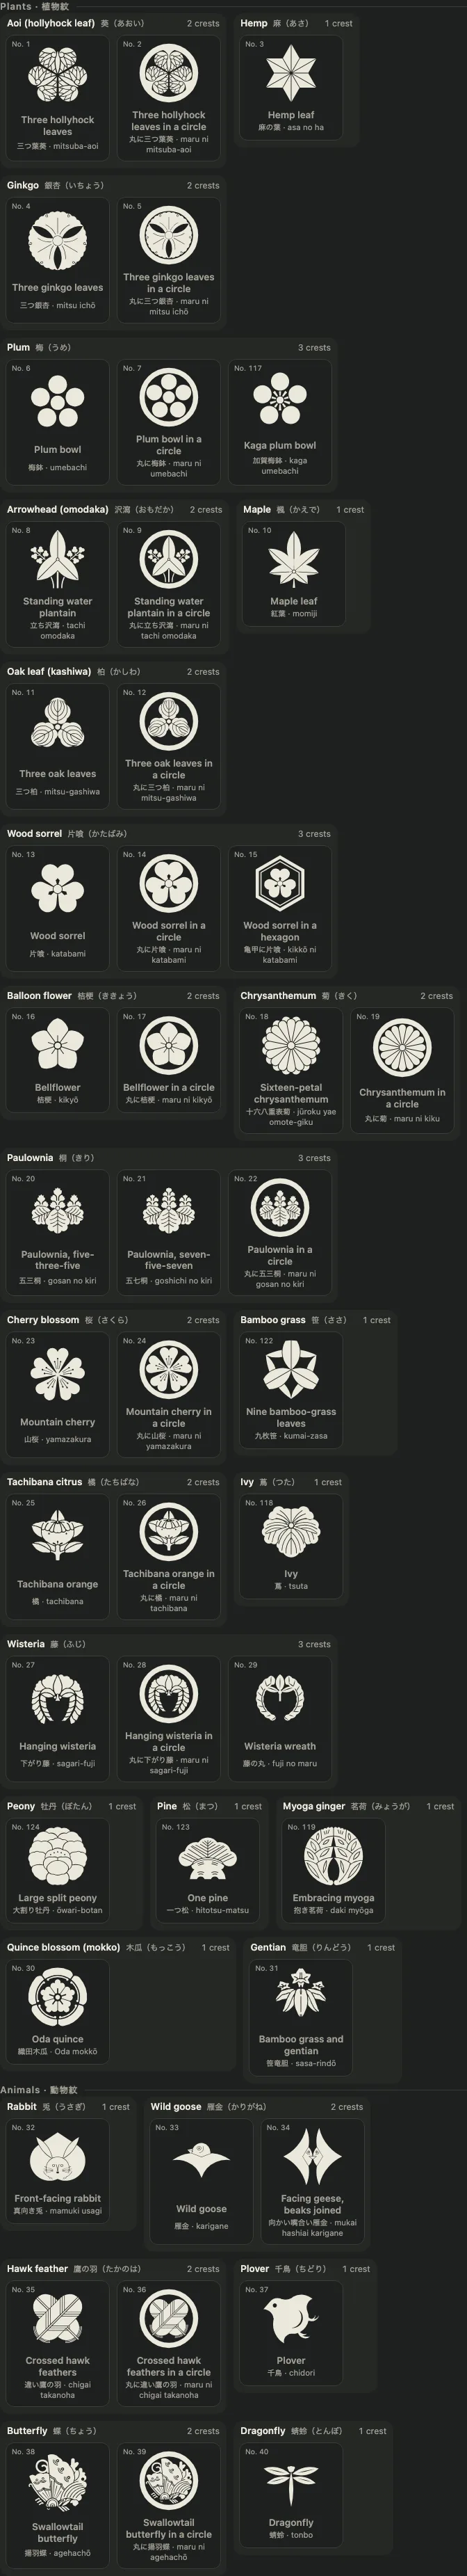 Plants · 植物紋
Aoi (hollyhock leaf) 葵（あおい） 2 crests
No. 1
Three hollyhock
leaves
三つ葉葵 · mitsuba-aoi
No. 2
Three hollyhock
leaves in a circle
丸に三つ葉葵 · maru ni
mitsuba-aoi
Hemp 麻（あさ） 1 crest
No. 3
Hemp leaf
麻の葉 · asa no ha
Ginkgo 銀杏（いちょう） 2 crests
No. 4
Three ginkgo leaves
三つ銀杏 · mitsu ichō
No. 5
Three ginkgo leaves
in a circle
丸に三つ銀杏 · maru ni
mitsu ichō
Plum 梅（うめ） 3 crests
No. 6
Plum bowl
梅鉢 · umebachi
No. 7
Plum bowl in a
circle
丸に梅鉢 · maru ni
umebachi
No. 117
Kaga plum bowl
加賀梅鉢 · kaga
umebachi
Arrowhead (omodaka) 沢瀉（おもだか） 2 crests
No. 8
Standing water
plantain
立ち沢瀉 · tachi
omodaka
No. 9
Standing water
plantain in a circle
丸に立ち沢瀉 · maru ni
tachi omodaka
Maple 楓（かえで） 1 crest
No. 10
Maple leaf
紅葉 · momiji
Oak leaf (kashiwa) 柏（かしわ） 2 crests
No. 11
Three oak leaves
三つ柏 · mitsu-gashiwa
No. 12
Three oak leaves in
a circle
丸に三つ柏 · maru ni
mitsu-gashiwa
Wood sorrel 片喰（かたばみ） 3 crests
No. 13
Wood sorrel
片喰 · katabami
No. 14
Wood sorrel in a
circle
丸に片喰 · maru ni
katabami
No. 15
Wood sorrel in a
hexagon
亀甲に片喰 · kikkō ni
katabami
Balloon flower 桔梗（ききょう） 2 crests
No. 16
Bellflower
桔梗 · kikyō
No. 17
Bellflower in a circle
丸に桔梗 · maru ni kikyō
Chrysanthemum 菊（きく） 2 crests
No. 18
Sixteen-petal
chrysanthemum
十六八重表菊 · jūroku yae
omote-giku
No. 19
Chrysanthemum in
a circle
丸に菊 · maru ni kiku
Paulownia 桐（きり） 3 crests
No. 20
Paulownia, five-
three-five
五三桐 · gosan no kiri
No. 21
Paulownia, seven-
five-seven
五七桐 · goshichi no kiri
No. 22
Paulownia in a
circle
丸に五三桐 · maru ni
gosan no kiri
Cherry blossom 桜（さくら） 2 crests
No. 23
Mountain cherry
山桜 · yamazakura
No. 24
Mountain cherry in
a circle
丸に山桜 · maru ni
yamazakura
Bamboo grass 笹（ささ） 1 crest
No. 122
Nine bamboo-grass
leaves
九枚笹 · kumai-zasa
Tachibana citrus 橘（たちばな） 2 crests
No. 25
Tachibana orange
橘 · tachibana
No. 26
Tachibana orange in
a circle
丸に橘 · maru ni
tachibana
Ivy 蔦（つた） 1 crest
No. 118
Ivy
蔦 · tsuta
Wisteria 藤（ふじ） 3 crests
No. 27
Hanging wisteria
下がり藤 · sagari-fuji
No. 28
Hanging wisteria in
a circle
丸に下がり藤 · maru ni
sagari-fuji
No. 29
Wisteria wreath
藤の丸 · fuji no maru
Peony 牡丹（ぼたん） 1 crest
No. 124
Large split peony
大割り牡丹 · ōwari-botan
Pine 松（まつ） 1 crest
No. 123
One pine
一つ松 · hitotsu-matsu
Myoga ginger 茗荷（みょうが） 1 crest
No. 119
Embracing myoga
抱き茗荷 · daki myōga
Quince blossom (mokko) 木瓜（もっこう） 1 crest
No. 30
Oda quince
織田木瓜 · Oda mokkō
Gentian 竜胆（りんどう） 1 crest
No. 31
Bamboo grass and
gentian
笹竜胆 · sasa-rindō
Animals · 動物紋
Rabbit 兎（うさぎ） 1 crest
No. 32
Front-facing rabbit
真向き兎 · mamuki usagi
Wild goose 雁金（かりがね） 2 crests
No. 33
Wild goose
雁金 · karigane
No. 34
Facing geese,
beaks joined
向かい嘴合い雁金 · mukai
hashiai karigane
Hawk feather 鷹の羽（たかのは） 2 crests
No. 35
Crossed hawk
feathers
違い鷹の羽 · chigai
takanoha
No. 36
Crossed hawk
feathers in a circle
丸に違い鷹の羽 · maru ni
chigai takanoha
Plover 千鳥（ちどり） 1 crest
No. 37
Plover
千鳥 · chidori
Butterfly 蝶（ちょう） 2 crests
No. 38
Swallowtail
butterfly
揚羽蝶 · agehachō
No. 39
Swallowtail
butterfly in a circle
丸に揚羽蝶 · maru ni
agehachō
Dragonfly 蜻蛉（とんぼ） 1 crest
No. 40
Dragonfly
蜻蛉 · tonbo